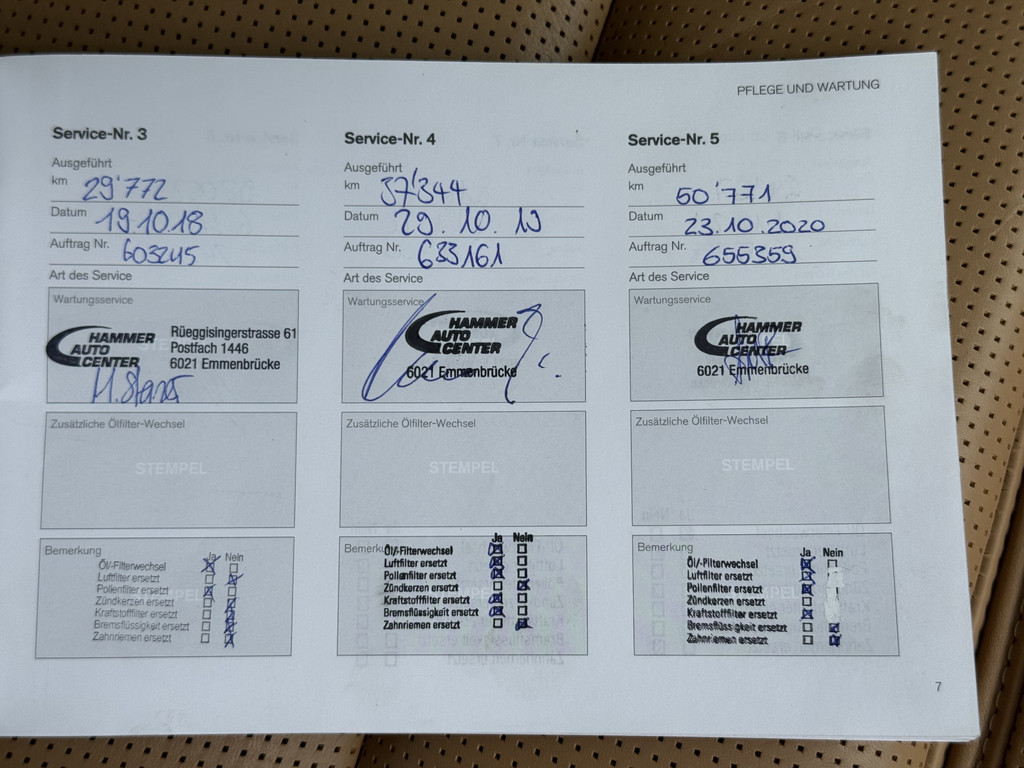 PFLEGE UND WARTUNG
Service-Nr. 3
Ausgeführt
km 29'772
Datum 19.10.18
Auftrag Nr. 603245
Art des Service
Wartungsservice
HAMMER
AUTO
CENTER
Rüeggisingerstrasse 61
Postfach 1446
6021 Emmenbrücke
Zusätzliche Ölfilter-Wechsel
STEMPEL
Bemerkung
Ja Nein
Öl/-Filterwechsel
Luftfilter ersetzt
Pollenfilter ersetzt
Zündkerzen ersetzt
Kraftstofffilter ersetzt
Bremsflüssigkeit ersetzt
Zahnriemen ersetzt
Service-Nr. 4
Ausgeführt
km 37'344
Datum 29.10.19
Auftrag Nr. 633161
Art des Service
Wartungsservice
HAMMER
AUTO
CENTER
6021 Emmenbrücke
Zusätzliche Ölfilter-Wechsel
STEMPEL
Bemerkung
Ja Nein
Öl/-Filterwechsel
Luftfilter ersetzt
Pollenfilter ersetzt
Zündkerzen ersetzt
Kraftstofffilter ersetzt
Bremsflüssigkeit ersetzt
Zahnriemen ersetzt
Service-Nr. 5
Ausgeführt
km 50'771
Datum 23.10.2020
Auftrag Nr. 655359
Art des Service
Wartungsservice
HAMMER
AUTO
CENTER
6021 Emmenbrücke
Zusätzliche Ölfilter-Wechsel
STEMPEL
Bemerkung
Ja Nein
Öl/-Filterwechsel
Luftfilter ersetzt
Pollenfilter ersetzt
Zündkerzen ersetzt
Kraftstofffilter ersetzt
Bremsflüssigkeit ersetzt
Zahnriemen ersetzt
7